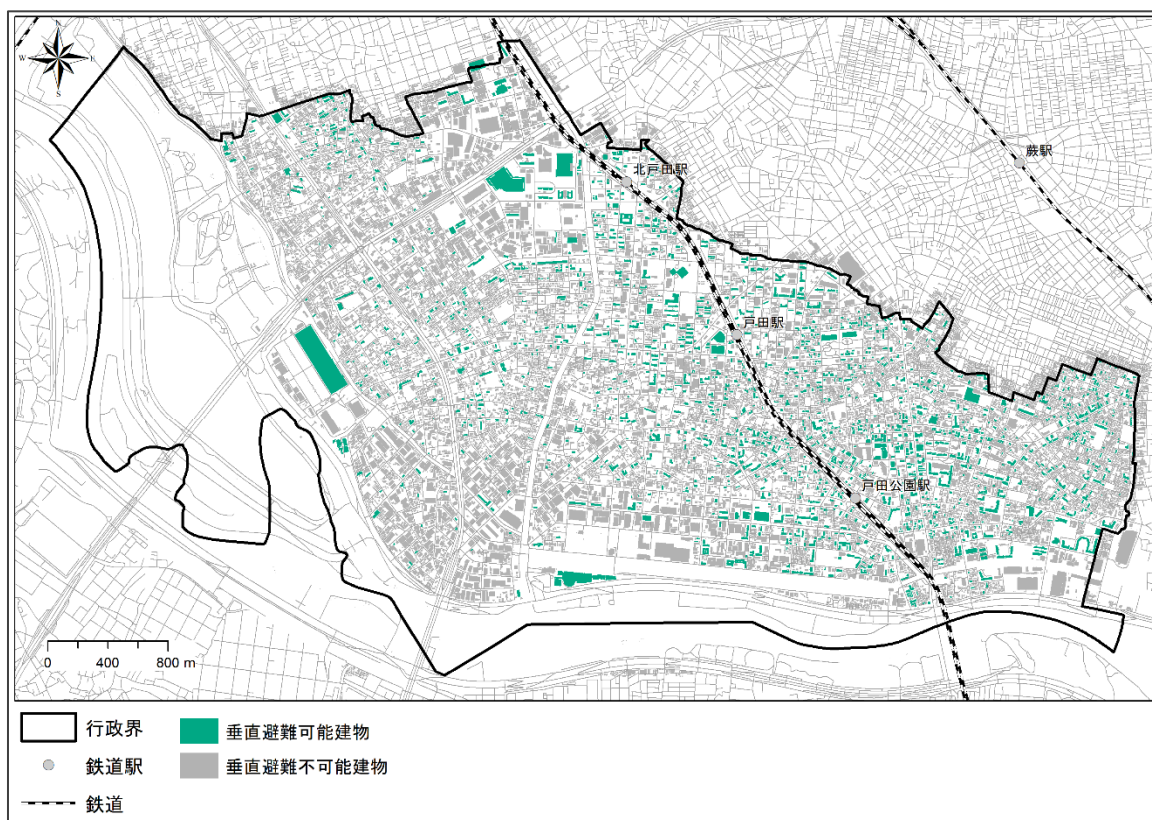 N
W
E
S
蕨駅
北戸田駅
戸田駅
戸田公園駅
0 400 800 m
行政界
垂直避難可能建物
鉄道駅
垂直避難不可能建物
鉄道